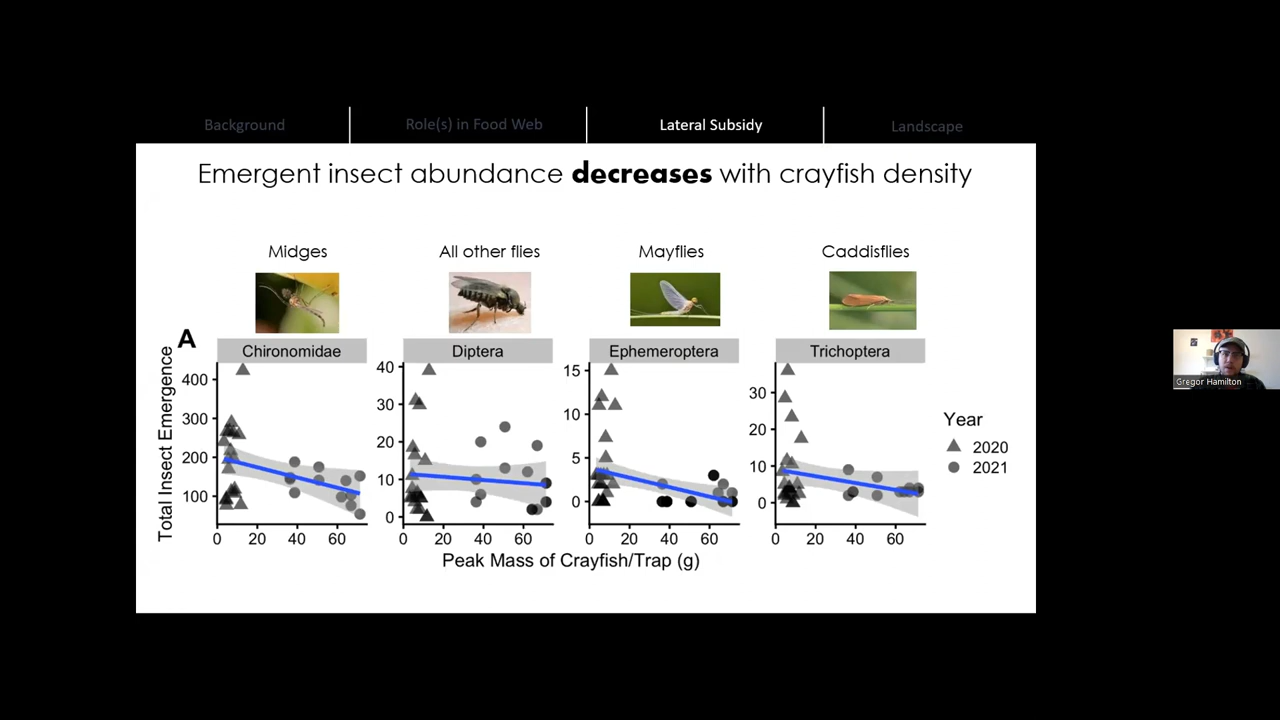 Background
Role(s) in Food Web
Lateral Subsidy
Landscape
Emergent insect abundance decreases with crayfish density
Midges
All other flies
Mayflies
Caddisflies
A
Chironomidae
Diptera
Ephemeroptera
Trichoptera
Total Insect Emergence
400
300
200
100
40
30
20
10
0
15
10
5
0
30
20
10
0
0 20 40 60
0 20 40 60
0 20 40 60
0 20 40 60
Peak Mass of Crayfish/Trap (g)
Year
2020
2021
Gregor Hamilton